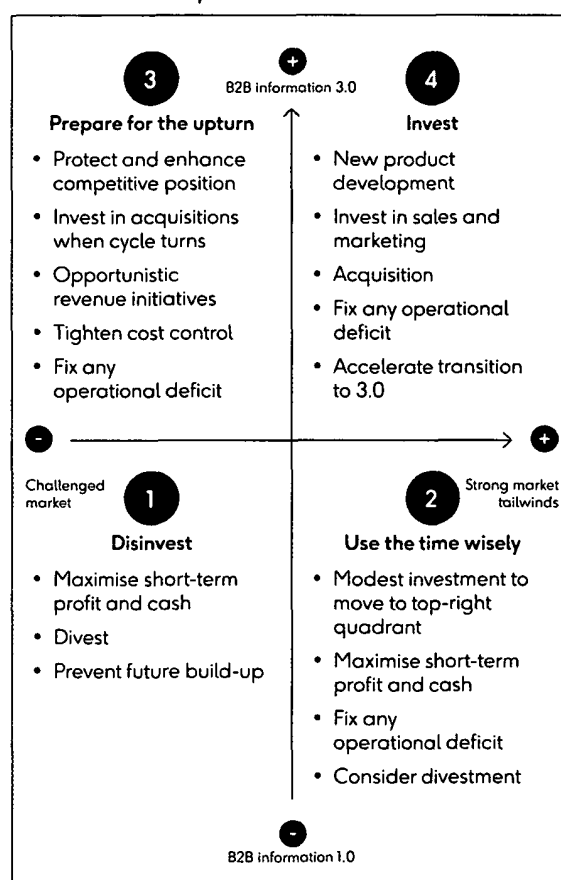 3
+
B2B information 3.0
4
Prepare for the upturn
• Protect and enhance
competitive position
• Invest in acquisitions
when cycle turns
• Opportunistic
revenue initiatives
• Tighten cost control
• Fix any
operational deficit
Invest
• New product
development
• Invest in sales and
marketing
• Acquisition
• Fix any operational
deficit
• Accelerate transition
to 3.0
-
+
Challenged
market
1
2
Strong market
tailwinds
Disinvest
• Maximise short-term
profit and cash
• Divest
• Prevent future build-up
Use the time wisely
• Modest investment to
move to top-right
quadrant
• Maximise short-term
profit and cash
• Fix any
operational deficit
• Consider divestment
-
B2B information 1.0